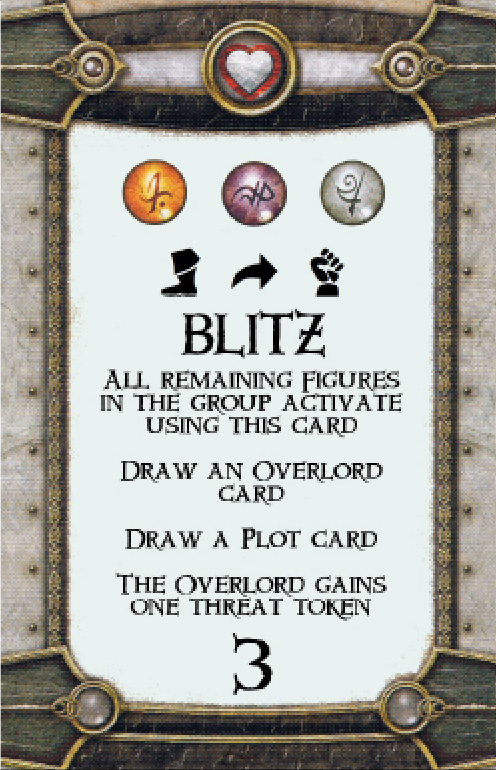 BLITZ
ALL REMAINING FIGURES
IN THE GROUP ACTIVATE
USING THIS CARD
DRAW AN OVERLORD
CARD
DRAW A PLOT CARD
THE OVERLORD GAINS
ONE THREAT TOKEN
3